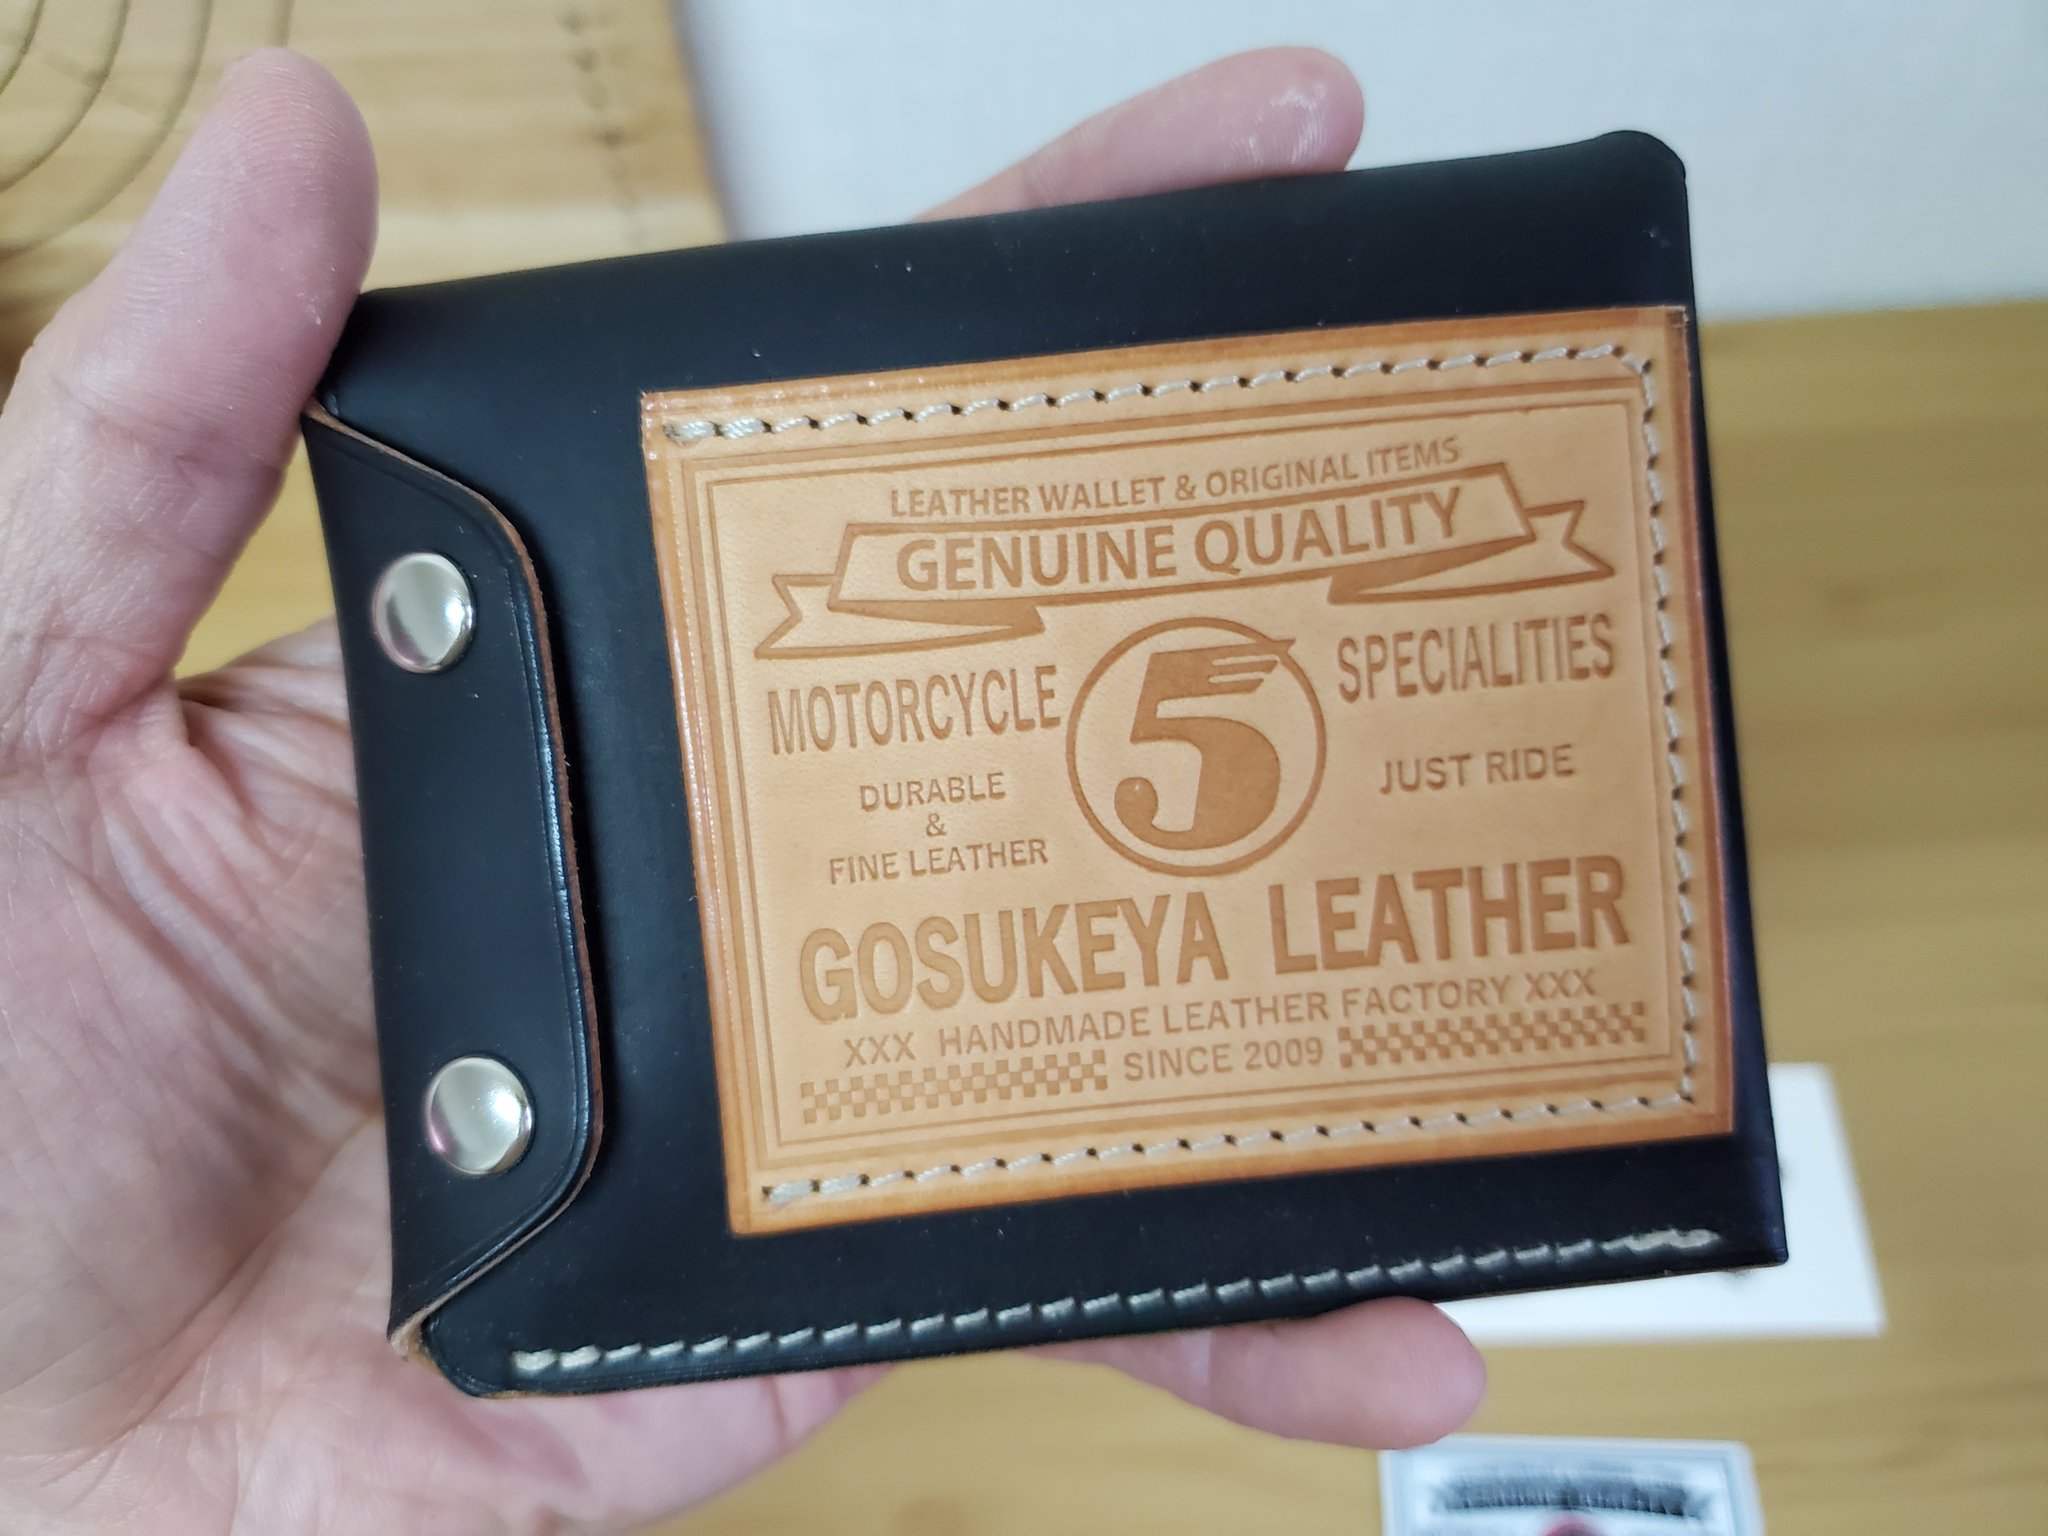 LEATHER WALLET & ORIGINAL ITEMS
GENUINE QUALITY
MOTORCYCLE
5
SPECIALITIES
DURABLE
&
FINE LEATHER
JUST RIDE
GOSUKEYA LEATHER
XXX HANDMADE LEATHER FACTORY XXX
SINCE 2009